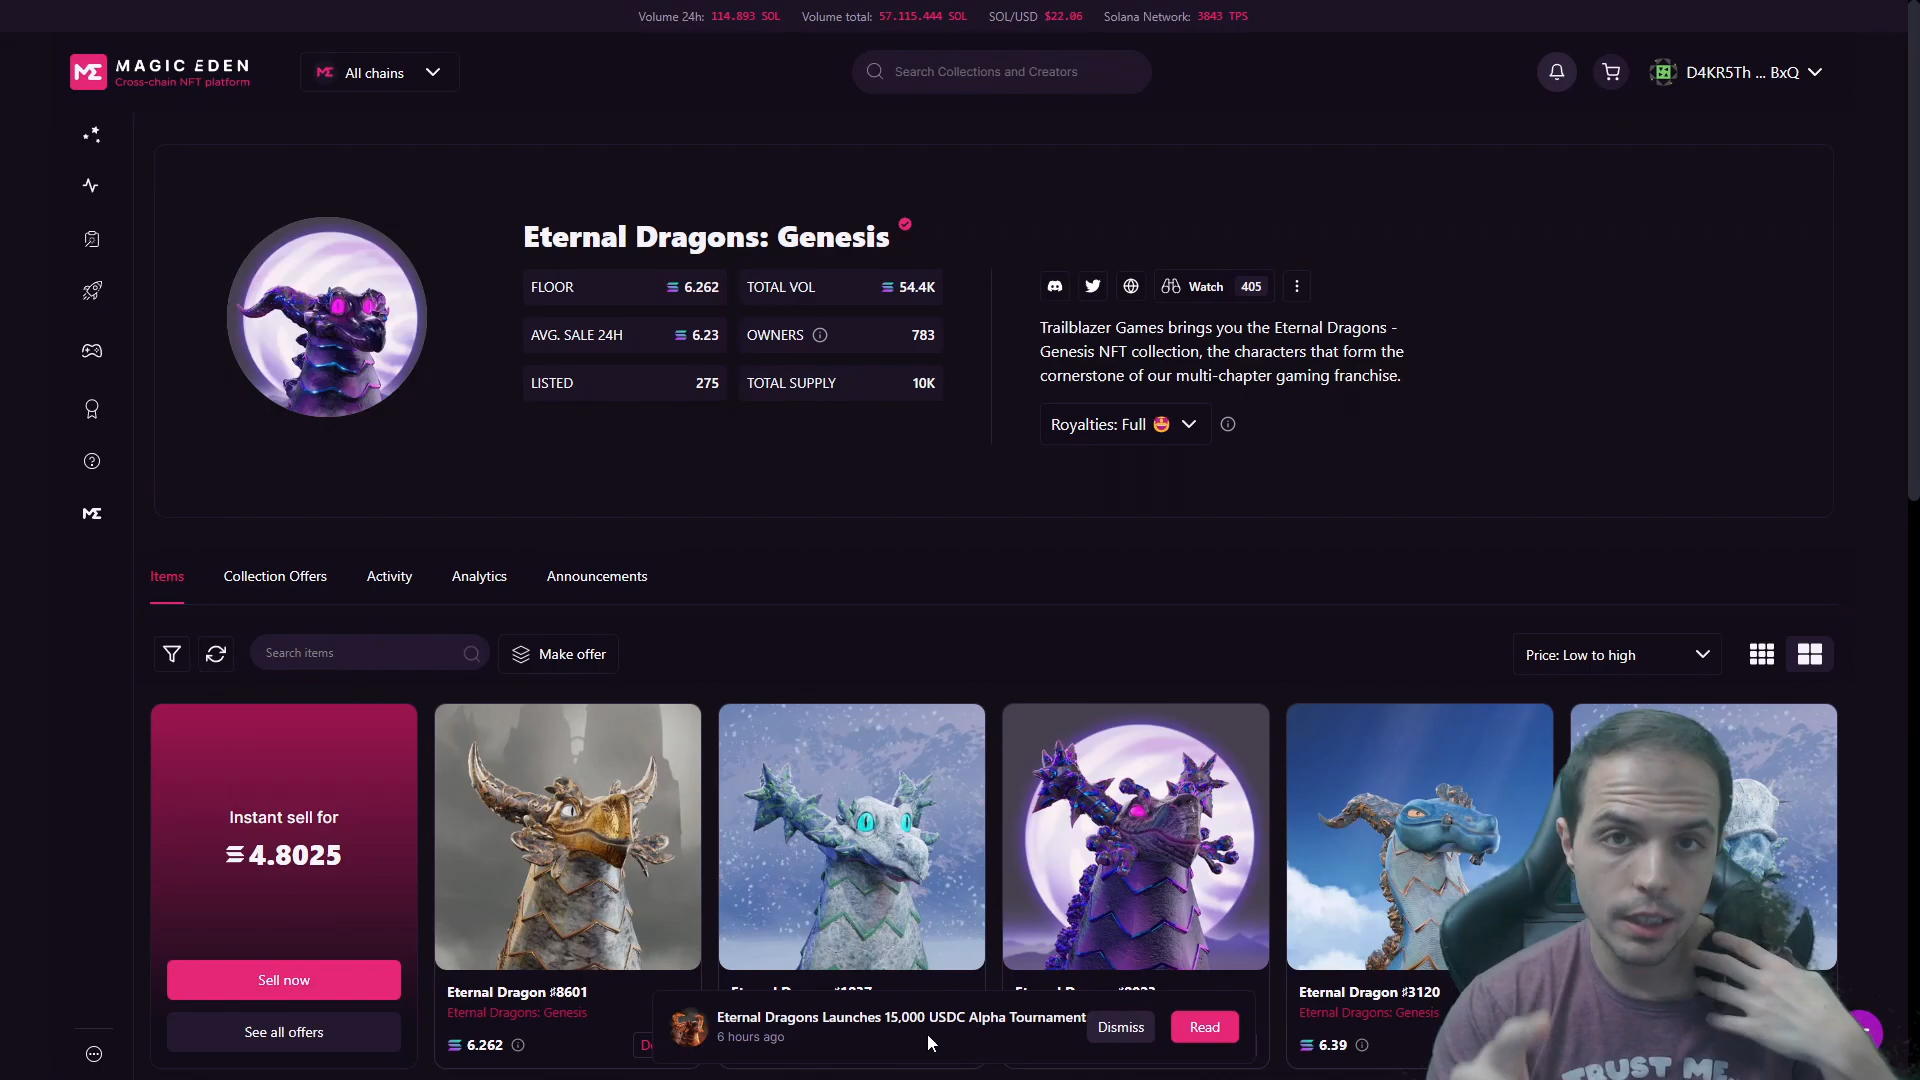 Volume 24h: 114.893 SOL Volume total: 57.115.444 SOL SOL/USD $22.06 Solana Network: 3843 TPS
MAGIC EDEN
Cross-chain NFT platform
All chains
Search Collections and Creators
D4KR5Th ... BxQ
Eternal Dragons: Genesis
FLOOR 6.262 TOTAL VOL 54.4K
AVG. SALE 24H 6.23 OWNERS 783
LISTED 275 TOTAL SUPPLY 10K
Watch 405
Trailblazer Games brings you the Eternal Dragons -
Genesis NFT collection, the characters that form the
cornerstone of our multi-chapter gaming franchise.
Royalties: Full
Items Collection Offers Activity Analytics Announcements
Search items
Make offer
Price: Low to high
Instant sell for
4.8025
Sell now
See all offers
Eternal Dragon #8601
Eternal Dragons: Genesis
6.262
Eternal Dragon #3120
Eternal Dragons: Genesis
6.39
Eternal Dragons Launches 15,000 USDC Alpha Tournament
6 hours ago
Dismiss
Read
TRUST ME,